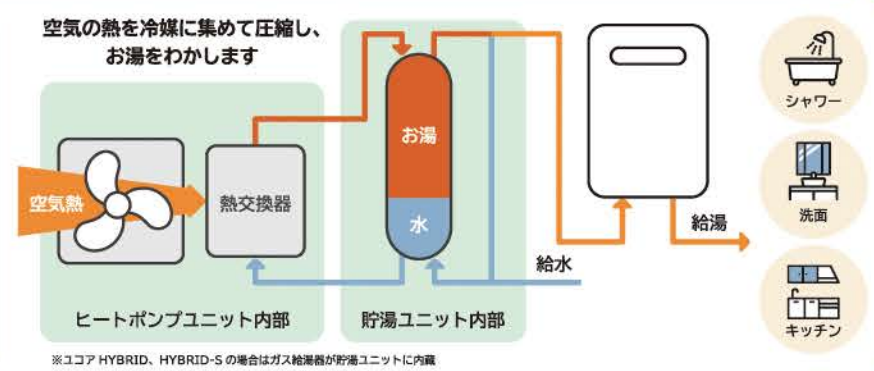 空気の熱を冷媒に集めて圧縮し、
お湯をわかします
空気熱
熱交換器
お湯
水
給水
給湯
シャワー
洗面
キッチン
ヒートポンプユニット内部
貯湯ユニット内部
※ユコア HYBRID、HYBRID-S の場合はガス給湯器が貯湯ユニットに内蔵